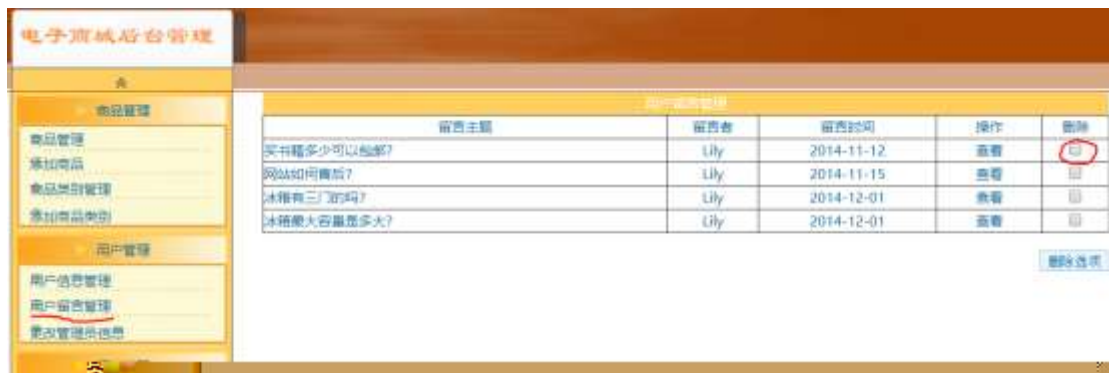 电子商城后台管理
商品管理
商品管理
添加商品
商品类别管理
添加商品类别
用户管理
用户信息管理
用户留言管理
更改管理员信息
用户留言管理
留言主题 留言者 留言时间 操作 删除
买书籍多少可以包邮? Lily 2014-11-12 查看
网站如何售后? Lily 2014-11-15 查看
冰箱有三门的吗? Lily 2014-12-01 查看
冰箱最大容量是多大? Lily 2014-12-01 查看
删除选项